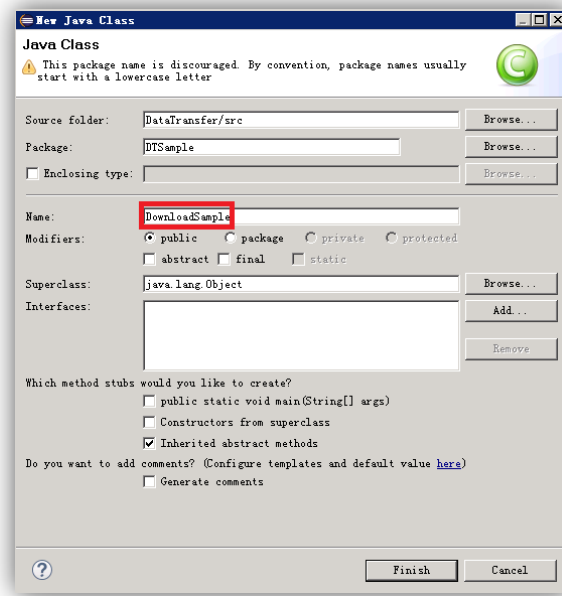 New Java Class
Java Class
This package name is discouraged. By convention, package names usually
start with a lowercase letter
Source folder: DataTransfer/src Browse...
Package: DTSample Browse...
Enclosing type: Browse...
Name: DownloadSample
Modifiers: public package private protected
abstract final static
Superclass: java.lang.Object Browse...
Interfaces: Add...
Remove
Which method stubs would you like to create?
public static void main(String[] args)
Constructors from superclass
Inherited abstract methods
Do you want to add comments? (Configure templates and default value here)
Generate comments
? Finish Cancel